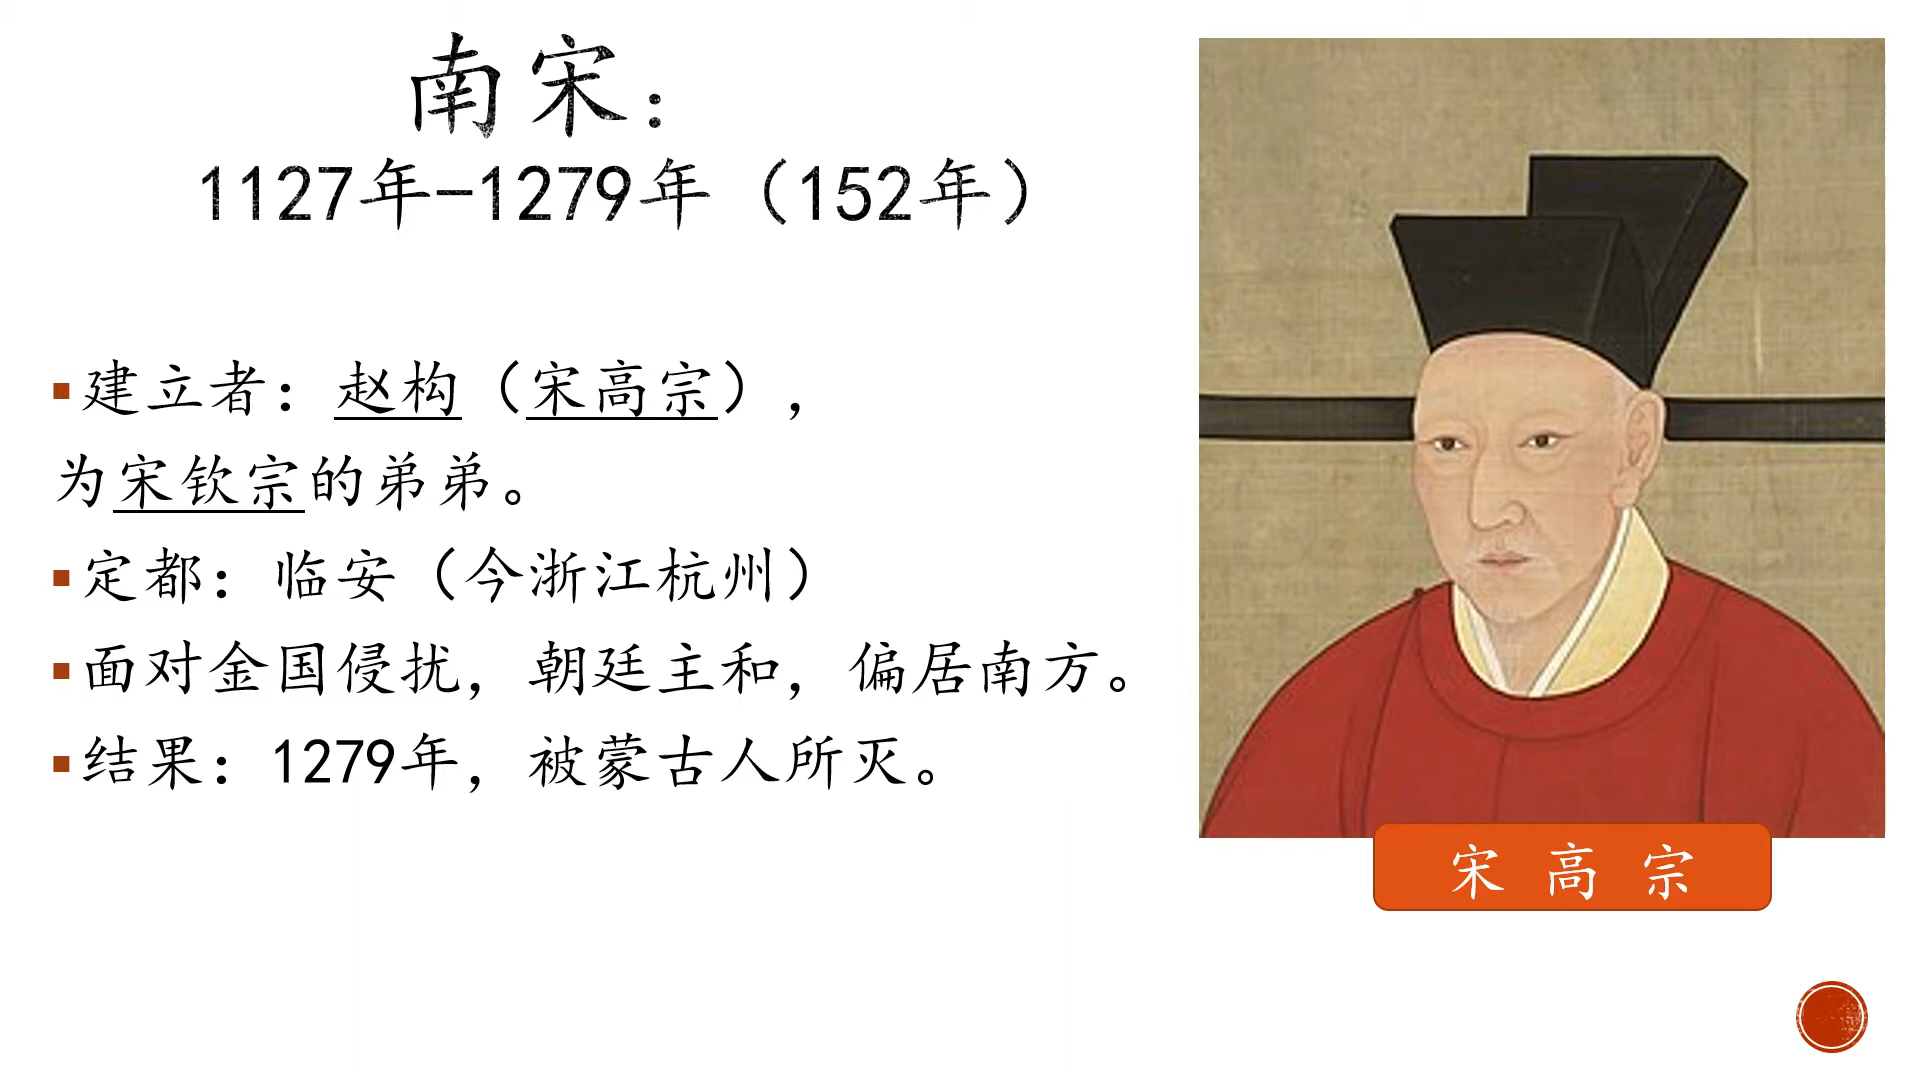 南宋：
1127年-1279年（152年）
建立者：赵构（宋高宗），
为宋钦宗的弟弟。
定都：临安（今浙江杭州）
面对金国侵扰，朝廷主和，偏居南方。
结果：1279年，被蒙古人所灭。
宋 高 宗